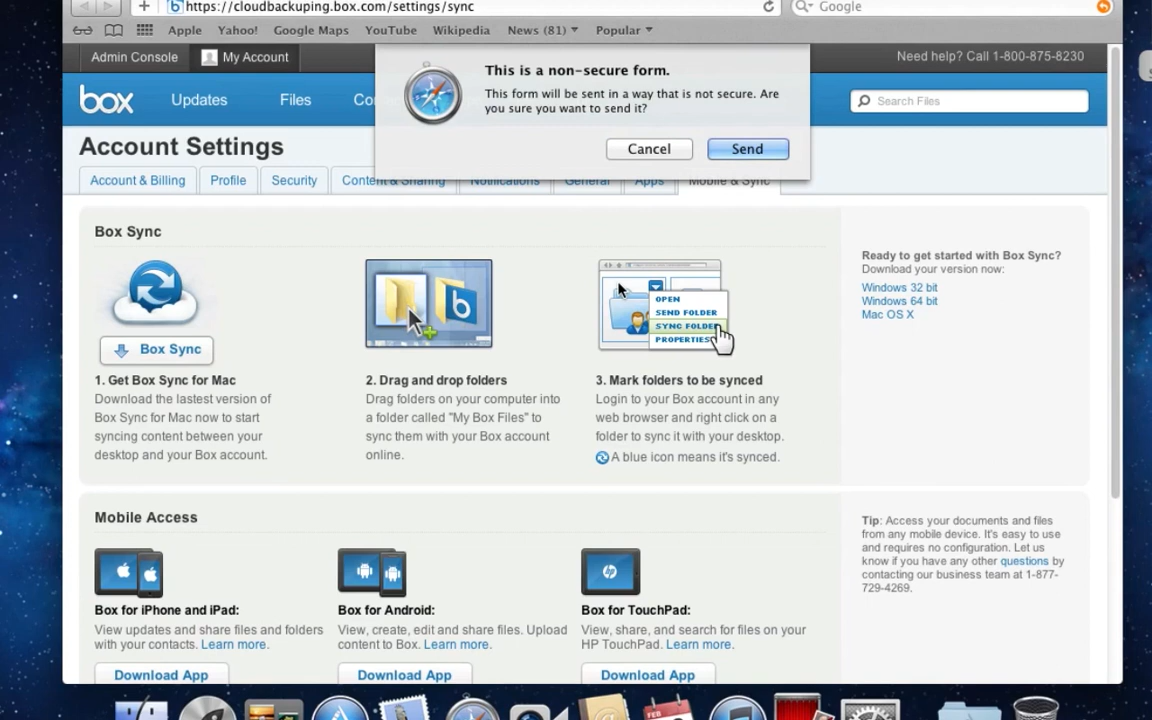 https://cloudbackuping.box.com/settings/sync
Google
Apple
Yahoo!
Google Maps
YouTube
Wikipedia
News (81)
Popular
Admin Console
My Account
Need help? Call 1-800-875-8230
This is a non-secure form.
This form will be sent in a way that is not secure. Are
you sure you want to send it?
Cancel
Send
box
Updates
Files
Co
Search Files
Account Settings
Account & Billing
Profile
Security
Content & Sharing
Notifications
General
Apps
Mobile & Sync
Box Sync
Box Sync
1. Get Box Sync for Mac
Download the lastest version of
Box Sync for Mac now to start
syncing content between your
desktop and your Box account.
2. Drag and drop folders
Drag folders on your computer into
a folder called "My Box Files" to
sync them with your Box account
online.
OPEN
SEND FOLDER
SYNC FOLDER
PROPERTIES
3. Mark folders to be synced
Login to your Box account in any
web browser and right click on a
folder to sync it with your desktop.
A blue icon means it's synced.
Ready to get started with Box Sync?
Download your version now:
Windows 32 bit
Windows 64 bit
Mac OS X
Mobile Access
Box for iPhone and iPad:
View updates and share files and folders
with your contacts. Learn more.
Download App
Box for Android:
View, create, edit and share files. Upload
content to Box. Learn more.
Download App
hp
Box for TouchPad:
View, share, and search for files on your
HP TouchPad. Learn more.
Download App
Tip: Access your documents and files
from any mobile device. It's easy to use
and requires no configuration. Let us
know if you have any other questions by
contacting our business team at 1-877-
729-4269.
FEB